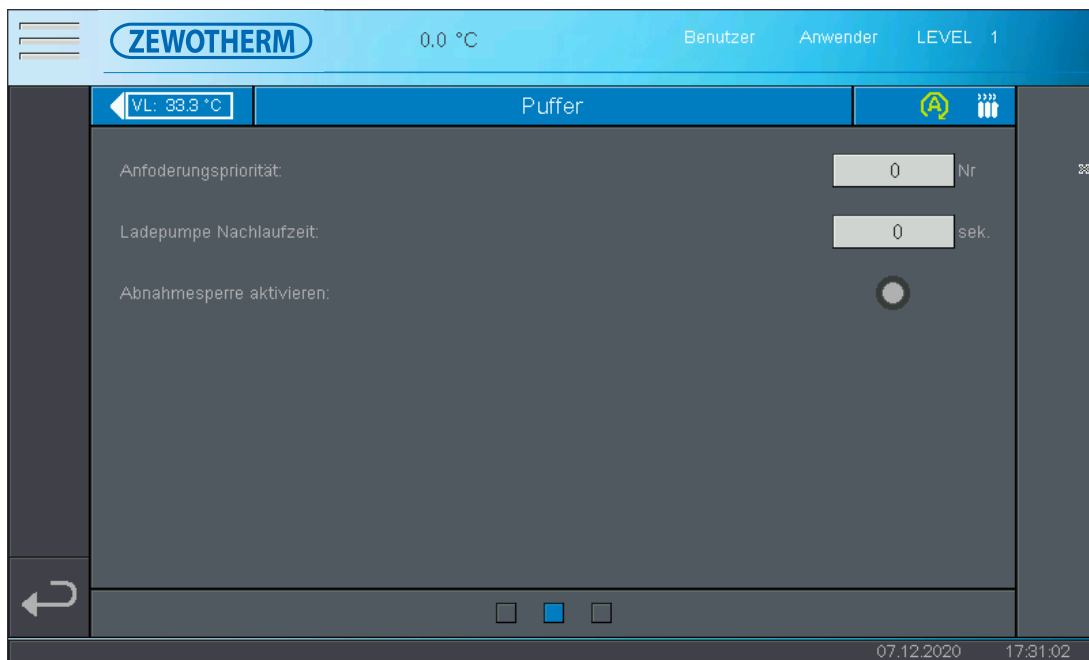 ZEWOTHERM 0.0 °C Benutzer Anwender LEVEL 1
VL: 33.3 °C Puffer A
Anfoderungspriorität: 0 Nr
Ladepumpe Nachlaufzeit: 0 sek.
Abnahmesperre aktivieren:
07.12.2020 17:31:02